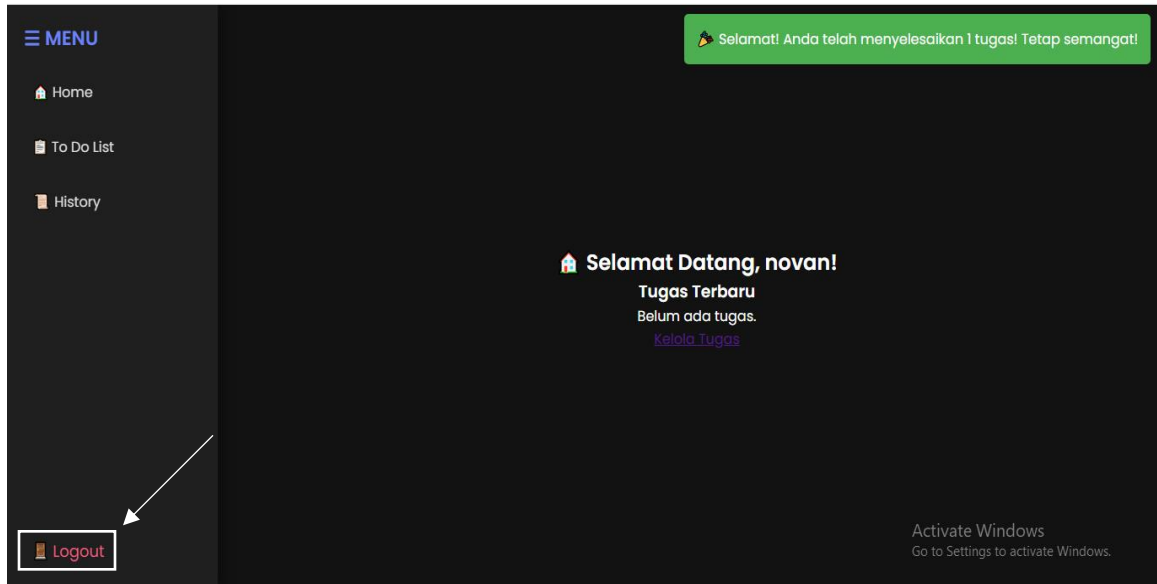 ☰ MENU
🏠 Home
📋 To Do List
📜 History
🚪 Logout
🎉 Selamat! Anda telah menyelesaikan 1 tugas! Tetap semangat!
🏠 Selamat Datang, novan!
Tugas Terbaru
Belum ada tugas.
Kelola Tugas
Activate Windows
Go to Settings to activate Windows.